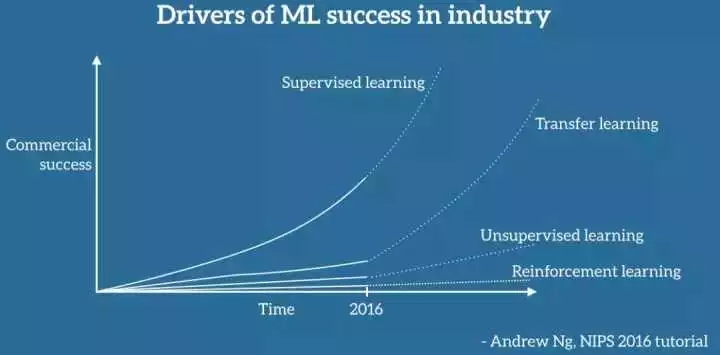 Drivers of ML success in industry
Supervised learning
Transfer learning
Commercial
success
Unsupervised learning
Reinforcement learning
Time
2016
- Andrew Ng, NIPS 2016 tutorial